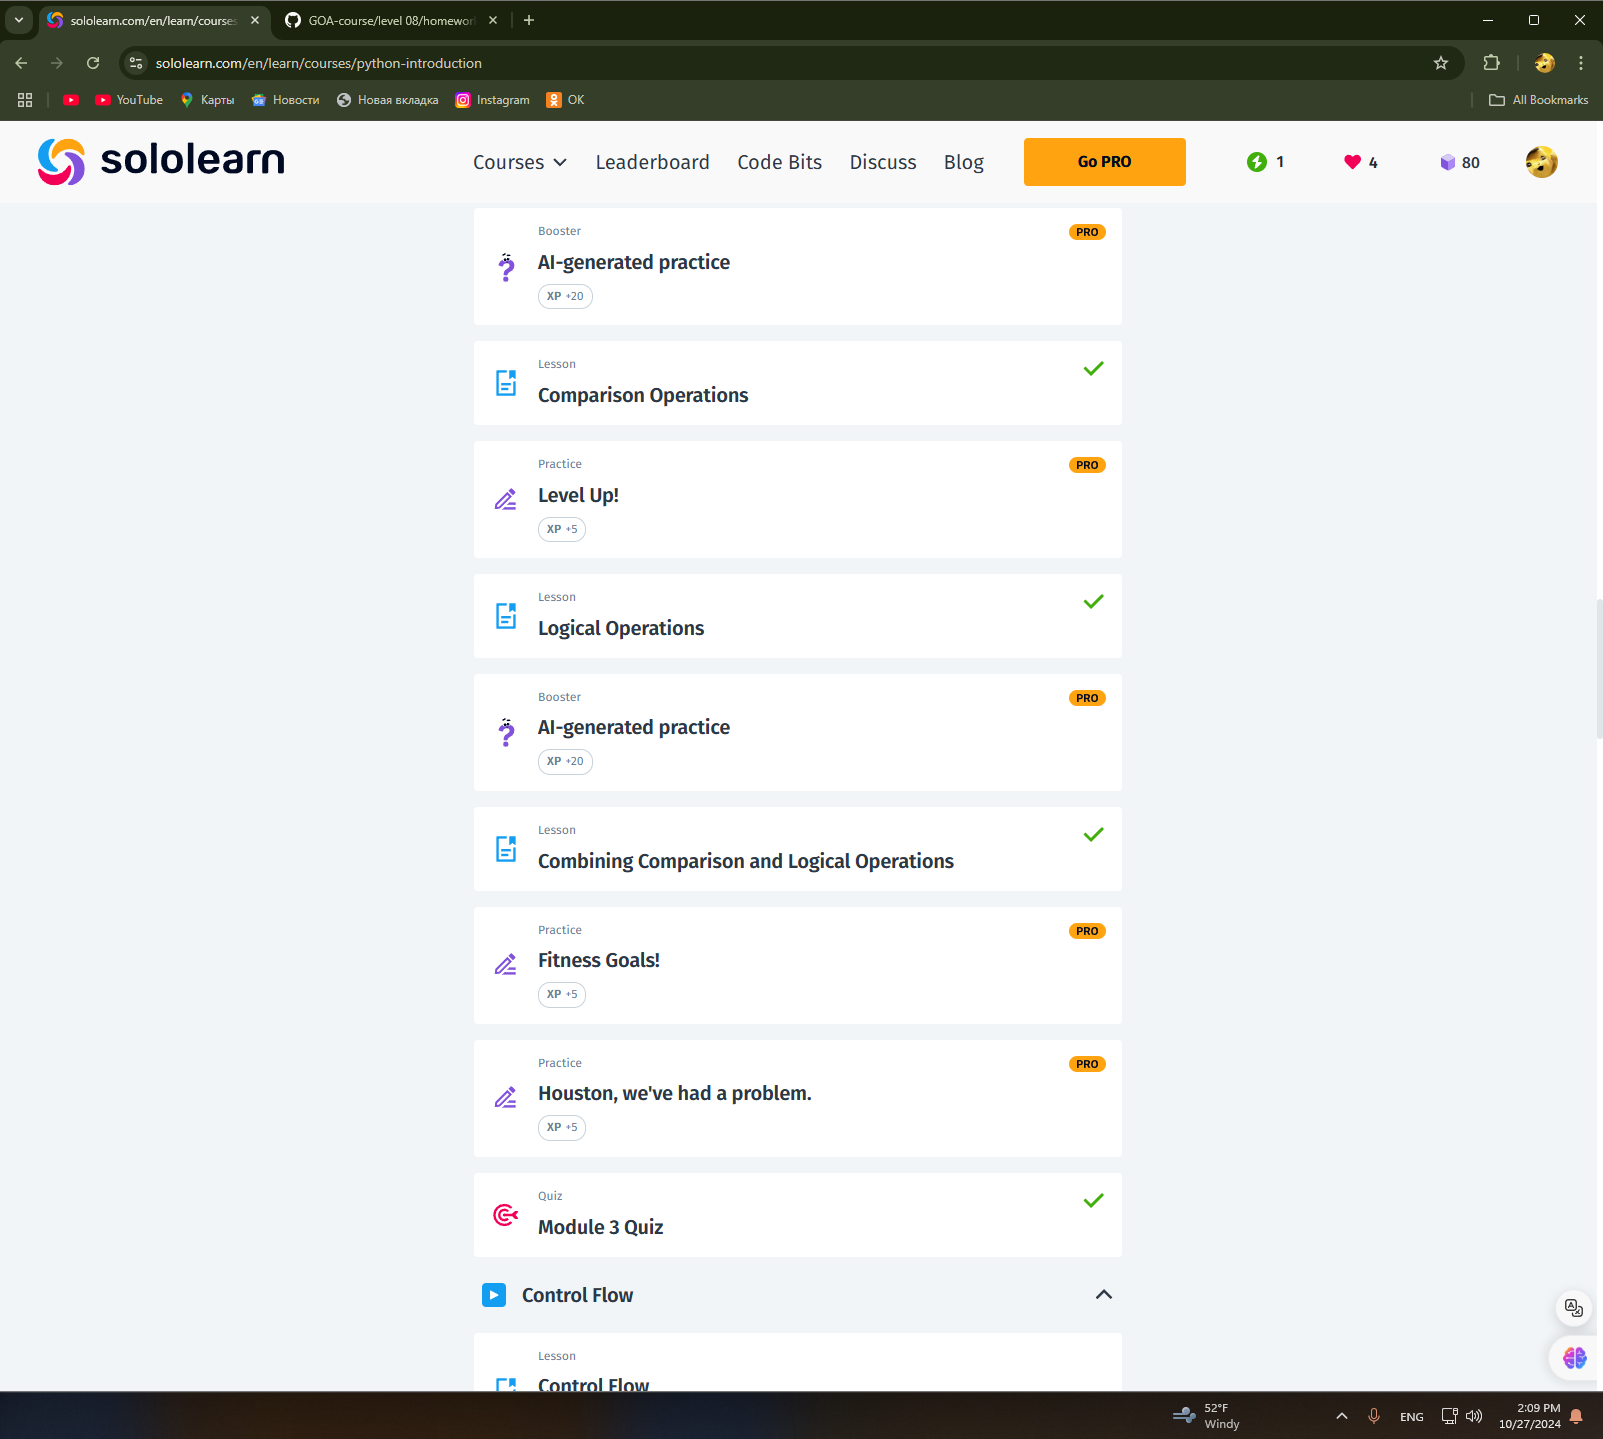 sololearn.com/en/learn/courses
GOA-course/level 08/homewor
sololearn.com/en/learn/courses/python-introduction
YouTube
Карты
Новости
Новая вкладка
Instagram
OK
All Bookmarks
sololearn
Courses
Leaderboard
Code Bits
Discuss
Blog
Go PRO
1
4
80
Booster
PRO
AI-generated practice
XP +20
Lesson
Comparison Operations
Practice
PRO
Level Up!
XP +5
Lesson
Logical Operations
Booster
PRO
AI-generated practice
XP +20
Lesson
Combining Comparison and Logical Operations
Practice
PRO
Fitness Goals!
XP +5
Practice
PRO
Houston, we've had a problem.
XP +5
Quiz
Module 3 Quiz
Control Flow
Lesson
Control Flow
52°F
Windy
ENG
2:09 PM
10/27/2024